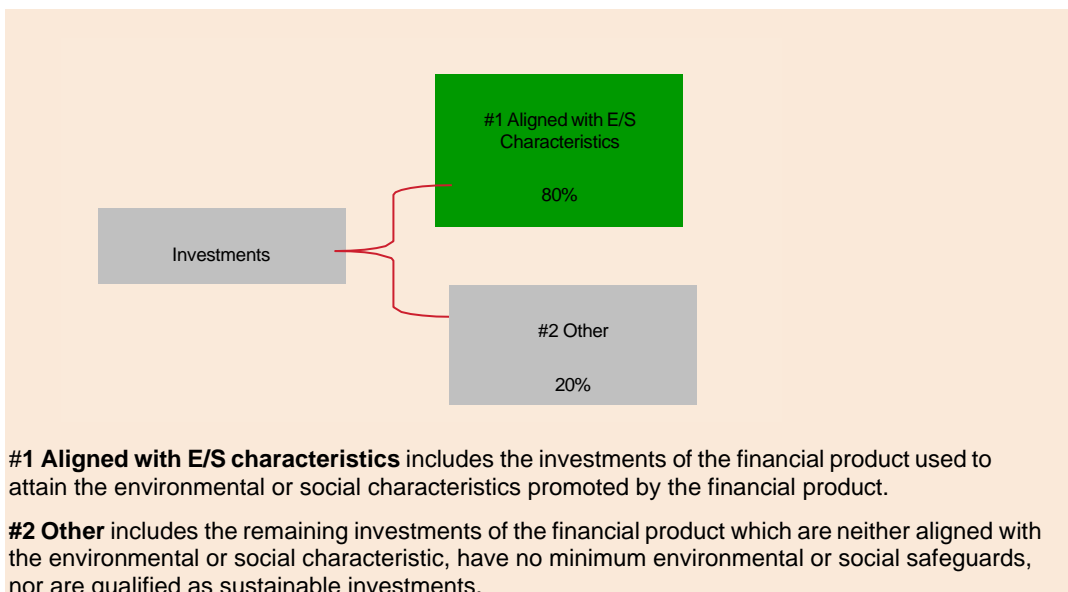 #1 Aligned with E/S
Characteristics
80%
Investments
#2 Other
20%
#1 Aligned with E/S characteristics includes the investments of the financial product used to
attain the environmental or social characteristics promoted by the financial product.
#2 Other includes the remaining investments of the financial product which are neither aligned with
the environmental or social characteristic, have no minimum environmental or social safeguards,
nor are qualified as sustainable investments.